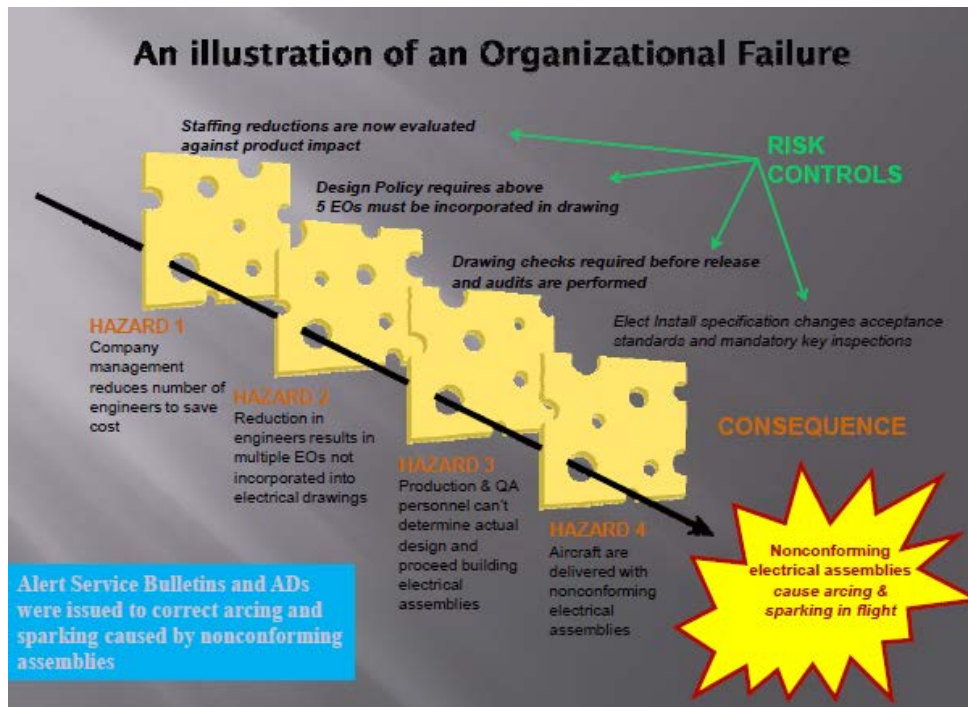 An illustration of an Organizational Failure
Staffing reductions are now evaluated
against product impact
RISK
CONTROLS
Design Policy requires above
5 EOs must be incorporated in drawing
Drawing checks required before release
and audits are performed
Elect Install specification changes acceptance
standards and mandatory key inspections
HAZARD 1
Company
management
reduces number of
engineers to save
cost
HAZARD 2
Reduction in
engineers results in
multiple EOs not
incorporated into
electrical drawings
HAZARD 3
Production & QA
personnel can't
determine actual
design and
proceed building
electrical
assemblies
HAZARD 4
Aircraft are
delivered with
nonconforming
electrical
assemblies
CONSEQUENCE
Nonconforming
electrical assemblies
cause arcing &
sparking in flight
Alert Service Bulletins and ADs
were issued to correct arcing and
sparking caused by nonconforming
assemblies